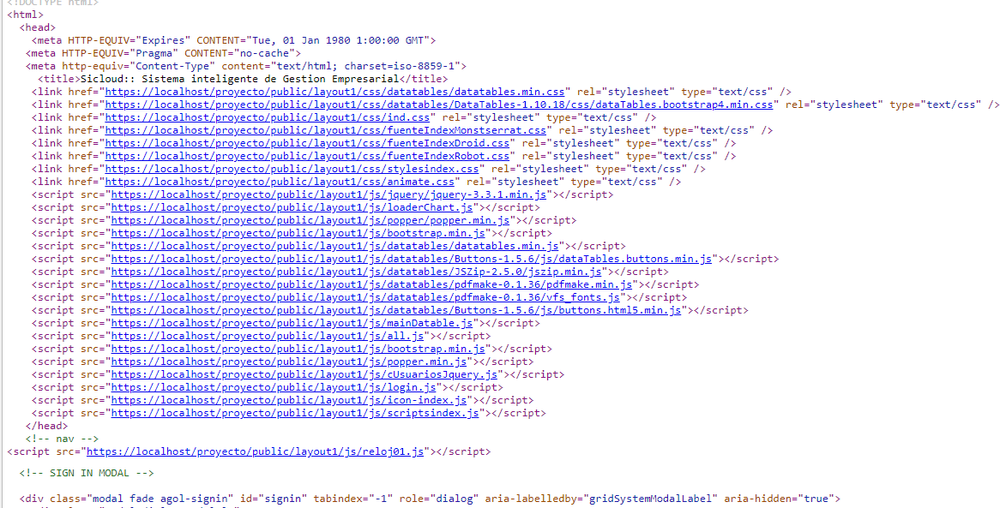 <!DOCTYPE html>
<html>
<head>
<meta HTTP-EQUIV="Expires" CONTENT="Tue, 01 Jan 1980 1:00:00 GMT">
<meta HTTP-EQUIV="Pragma" CONTENT="no-cache">
<meta http-equiv="Content-Type" content="text/html; charset=iso-8859-1">
<title>Sicloud:: Sistema inteligente de Gestion Empresarial</title>
<link href="https://localhost/proyecto/public/layout1/css/datatables/datatables.min.css" rel="stylesheet" type="text/css" />
<link href="https://localhost/proyecto/public/layout1/css/datatables/DataTables-1.10.18/css/dataTables.bootstrap4.min.css" rel="stylesheet" type="text/css" />
<link href="https://localhost/proyecto/public/layout1/css/ind.css" rel="stylesheet" type="text/css" />
<link href="https://localhost/proyecto/public/layout1/css/fuenteIndexMonstserrat.css" rel="stylesheet" type="text/css" />
<link href="https://localhost/proyecto/public/layout1/css/fuenteIndexDroid.css" rel="stylesheet" type="text/css" />
<link href="https://localhost/proyecto/public/layout1/css/fuenteIndexRobot.css" rel="stylesheet" type="text/css" />
<link href="https://localhost/proyecto/public/layout1/css/stylesindex.css" rel="stylesheet" type="text/css" />
<link href="https://localhost/proyecto/public/layout1/css/animate.css" rel="stylesheet" type="text/css" />
<script src="https://localhost/proyecto/public/layout1/js/jquery/jquery-3.3.1.min.js"></script>
<script src="https://localhost/proyecto/public/layout1/js/loaderChart.js"></script>
<script src="https://localhost/proyecto/public/layout1/js/popper/popper.min.js"></script>
<script src="https://localhost/proyecto/public/layout1/js/bootstrap.min.js"></script>
<script src="https://localhost/proyecto/public/layout1/js/datatables/datatables.min.js"></script>
<script src="https://localhost/proyecto/public/layout1/js/datatables/Buttons-1.5.6/js/dataTables.buttons.min.js"></script>
<script src="https://localhost/proyecto/public/layout1/js/datatables/JSZip-2.5.0/jszip.min.js"></script>
<script src="https://localhost/proyecto/public/layout1/js/datatables/pdfmake-0.1.36/pdfmake.min.js"></script>
<script src="https://localhost/proyecto/public/layout1/js/datatables/pdfmake-0.1.36/vfs_fonts.js"></script>
<script src="https://localhost/proyecto/public/layout1/js/datatables/Buttons-1.5.6/js/buttons.html5.min.js"></script>
<script src="https://localhost/proyecto/public/layout1/js/mainDatable.js"></script>
<script src="https://localhost/proyecto/public/layout1/js/all.js"></script>
<script src="https://localhost/proyecto/public/layout1/js/bootstrap.min.js"></script>
<script src="https://localhost/proyecto/public/layout1/js/popper.min.js"></script>
<script src="https://localhost/proyecto/public/layout1/js/cUsuariosJquery.js"></script>
<script src="https://localhost/proyecto/public/layout1/js/login.js"></script>
<script src="https://localhost/proyecto/public/layout1/js/icon-index.js"></script>
<script src="https://localhost/proyecto/public/layout1/js/scriptsindex.js"></script>
</head>
<!-- nav -->
<script src="https://localhost/proyecto/public/layout1/js/reloj01.js"></script>
<!-- SIGN IN MODAL -->
<div class="modal fade agol-signin" id="signin" tabindex="-1" role="dialog" aria-labelledby="gridSystemModalLabel" aria-hidden="true">